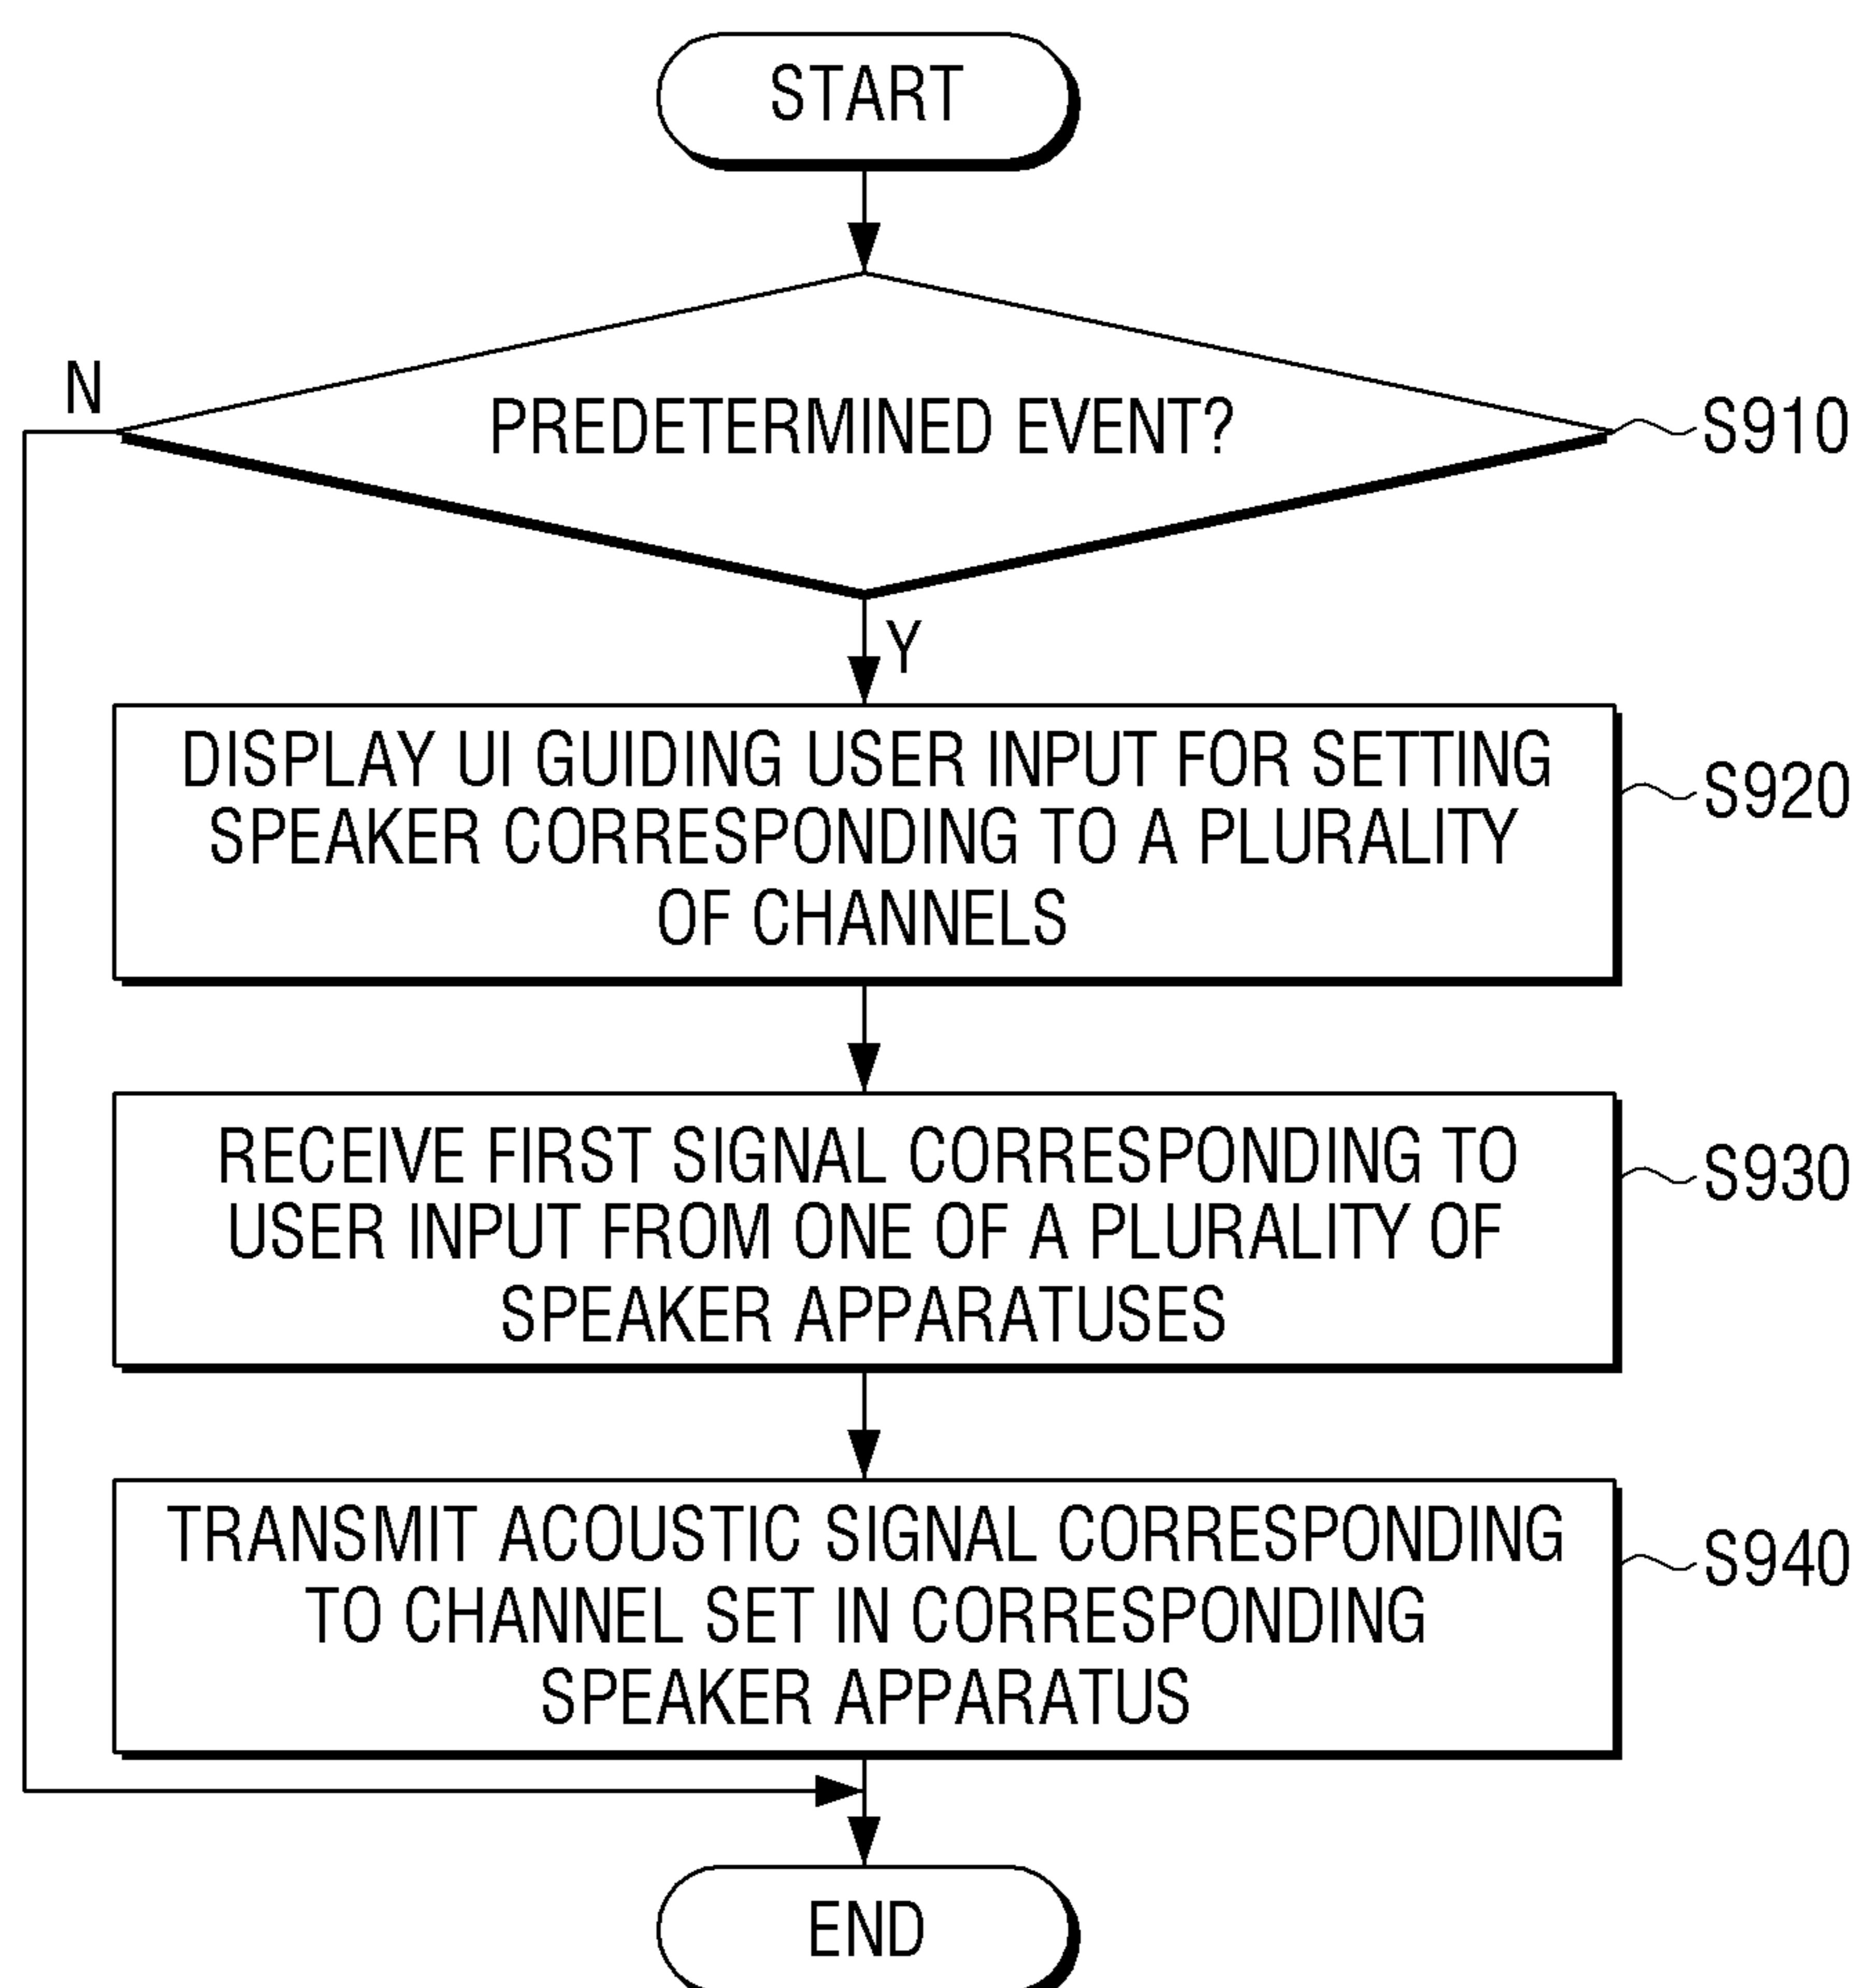 START
N
PREDETERMINED EVENT?
S910
Y
DISPLAY UI GUIDING USER INPUT FOR SETTING
SPEAKER CORRESPONDING TO A PLURALITY
OF CHANNELS
S920
RECEIVE FIRST SIGNAL CORRESPONDING TO
USER INPUT FROM ONE OF A PLURALITY OF
SPEAKER APPARATUSES
S930
TRANSMIT ACOUSTIC SIGNAL CORRESPONDING
TO CHANNEL SET IN CORRESPONDING
SPEAKER APPARATUS
S940
END